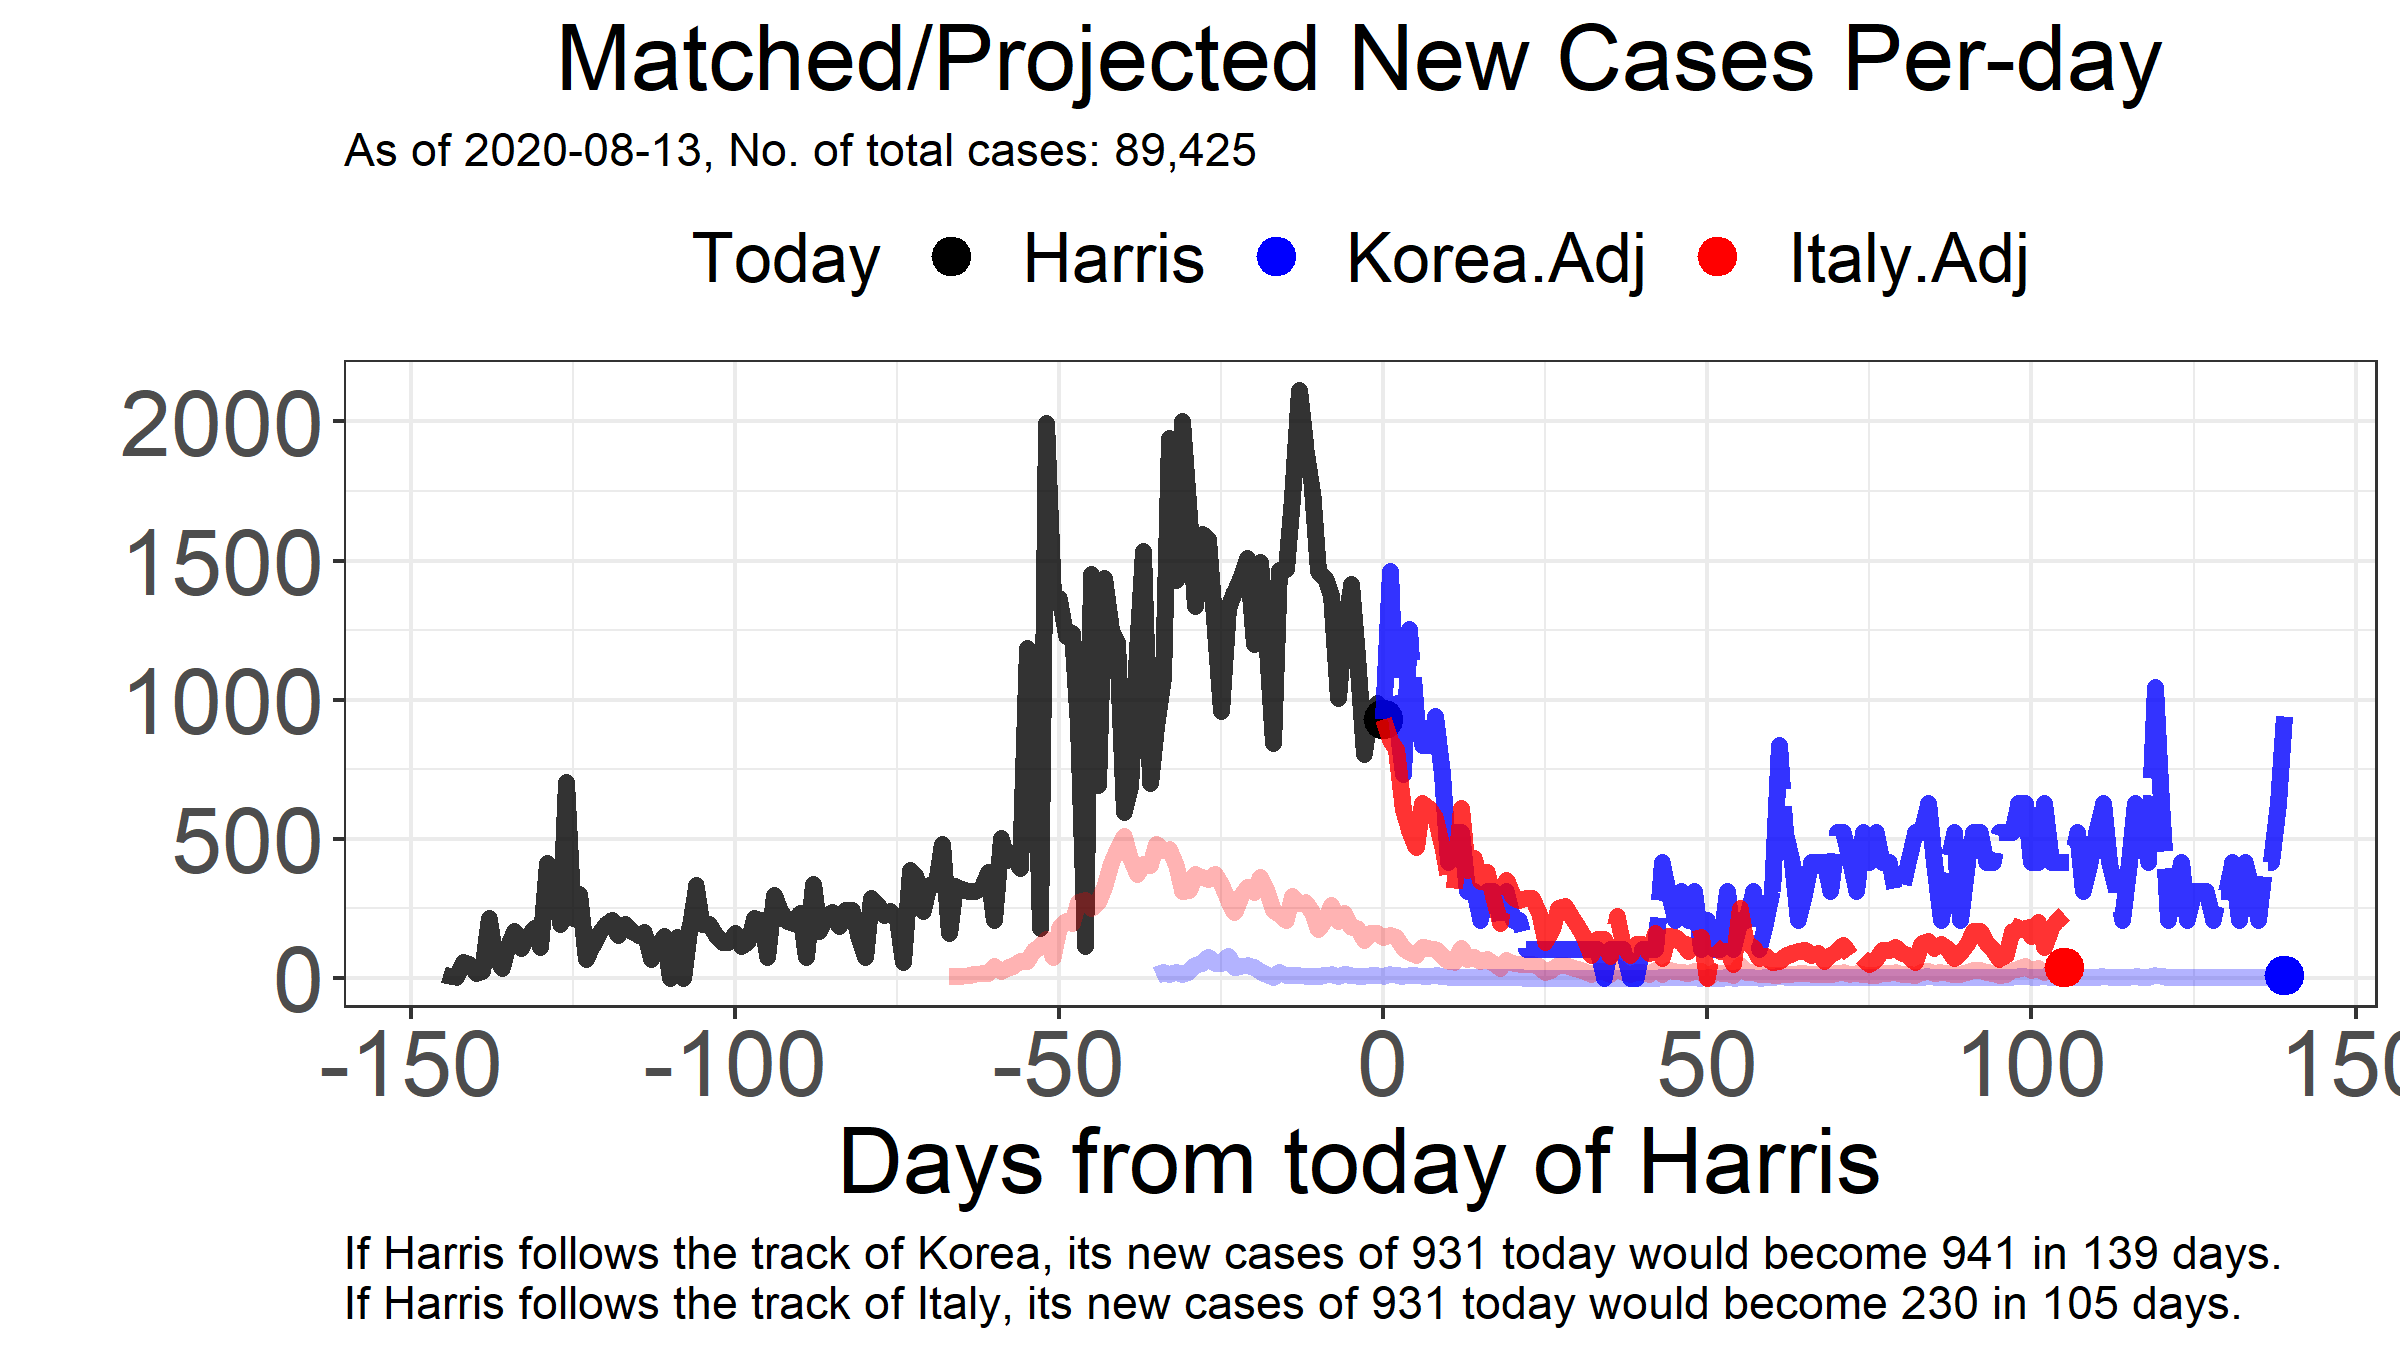 Matched/Projected New Cases Per-day
As of 2020-08-13, No. of total cases: 89,425
Today Harris Korea.Adj Italy.Adj
2000
1500
1000
500
0
-150 -100 -50 0 50 100 150
Days from today of Harris
If Harris follows the track of Korea, its new cases of 931 today would become 941 in 139 days.
If Harris follows the track of Italy, its new cases of 931 today would become 230 in 105 days.